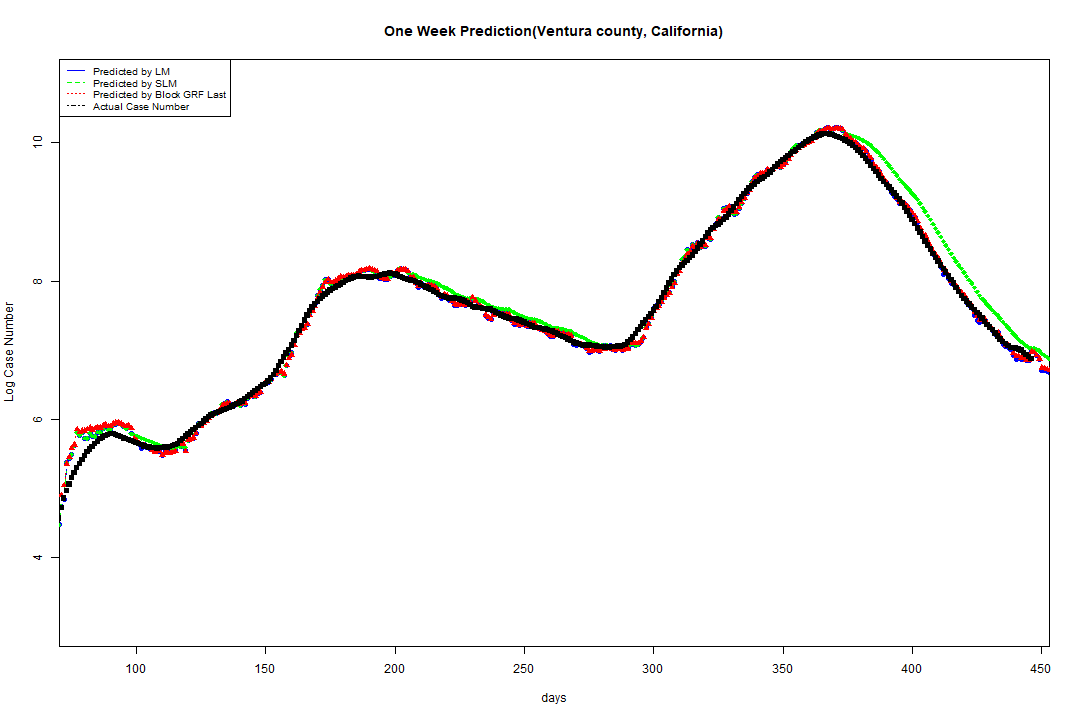 One Week Prediction(Ventura county, California)
Predicted by LM
Predicted by SLM
Predicted by Block GRF Last
Actual Case Number
10
8
6
4
Log Case Number
100 150 200 250 300 350 400 450
days